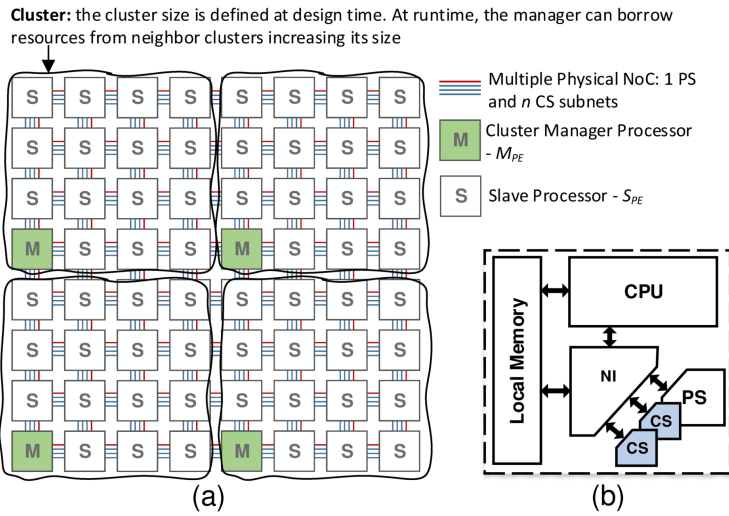 Cluster: the cluster size is defined at design time. At runtime, the manager can borrow
resources from neighbor clusters increasing its size
S S S S S S S S
S S S S S S S S
S S S S S S S S
M S S S M S S S
S S S S S S S S
S S S S S S S S
S S S S S S S S
M S S S M S S S
(a)
Multiple Physical NoC: 1 PS
and n CS subnets
M
Cluster Manager Processor
- MPE
S
Slave Processor - SPE
Local Memory
CPU
NI
PS
CS
CS
(b)